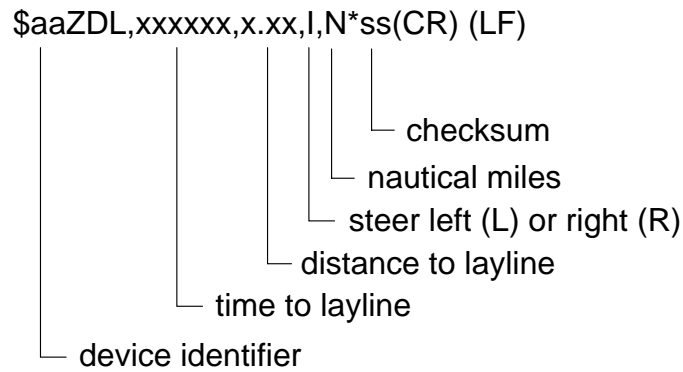 $aaZDL,xxxxxx,x.xx,I,N*ss(CR) (LF)
checksum
nautical miles
steer left (L) or right (R)
distance to layline
time to layline
device identifier